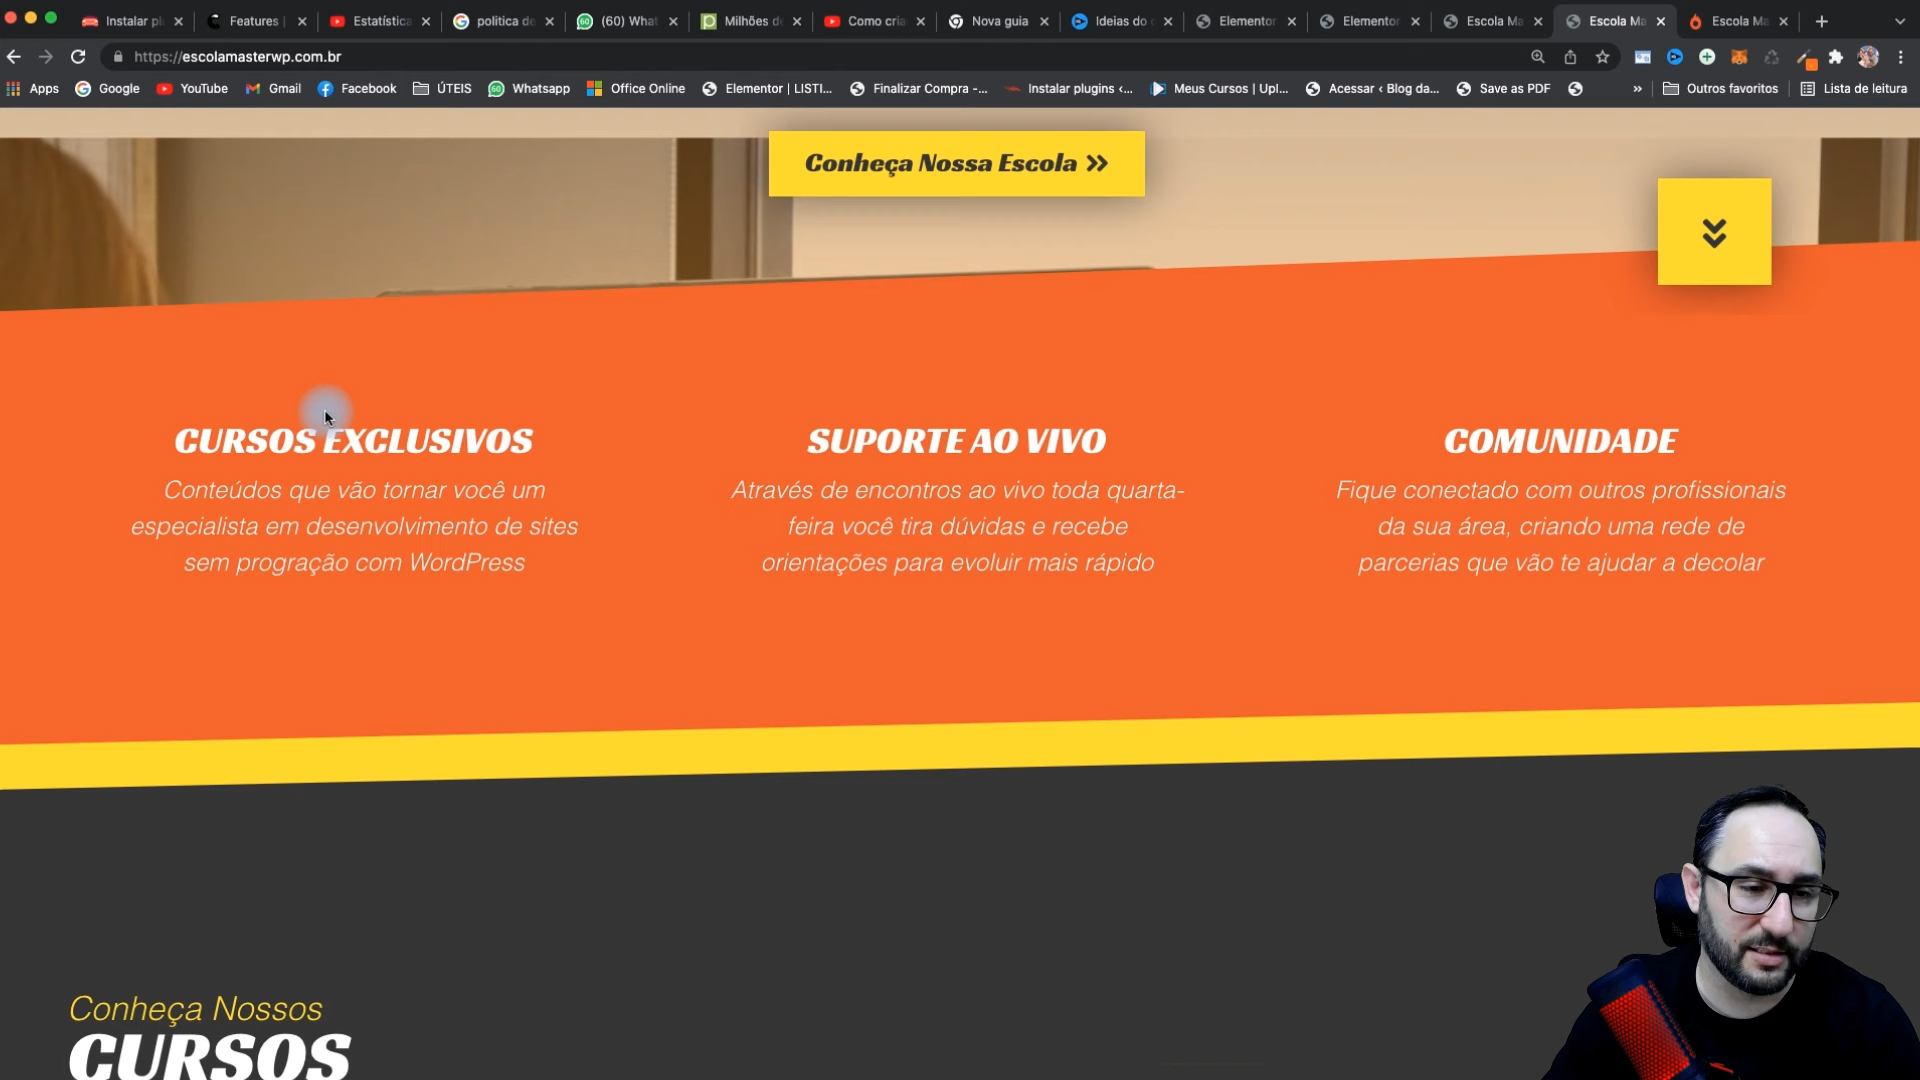 Instalar pl
Features |
Estatística
politica de
(60) What
Milhões de
Como cria
Nova guia
Ideias do c
Elementor
Elementor
Escola Ma
Escola Ma
Escola Ma
https://escolamasterwp.com.br
Apps
Google
YouTube
Gmail
Facebook
ÚTEIS
Whatsapp
Office Online
Elementor | LISTI...
Finalizar Compra -...
Instalar plugins ‹...
Meus Cursos | Upl...
Acessar ‹ Blog da...
Save as PDF
»
Outros favoritos
Lista de leitura
Conheça Nossa Escola »
CURSOS EXCLUSIVOS
Conteúdos que vão tornar você um
especialista em desenvolvimento de sites
sem progração com WordPress
SUPORTE AO VIVO
Através de encontros ao vivo toda quarta-
feira você tira dúvidas e recebe
orientações para evoluir mais rápido
COMUNIDADE
Fique conectado com outros profissionais
da sua área, criando uma rede de
parcerias que vão te ajudar a decolar
Conheça Nossos
CURSOS